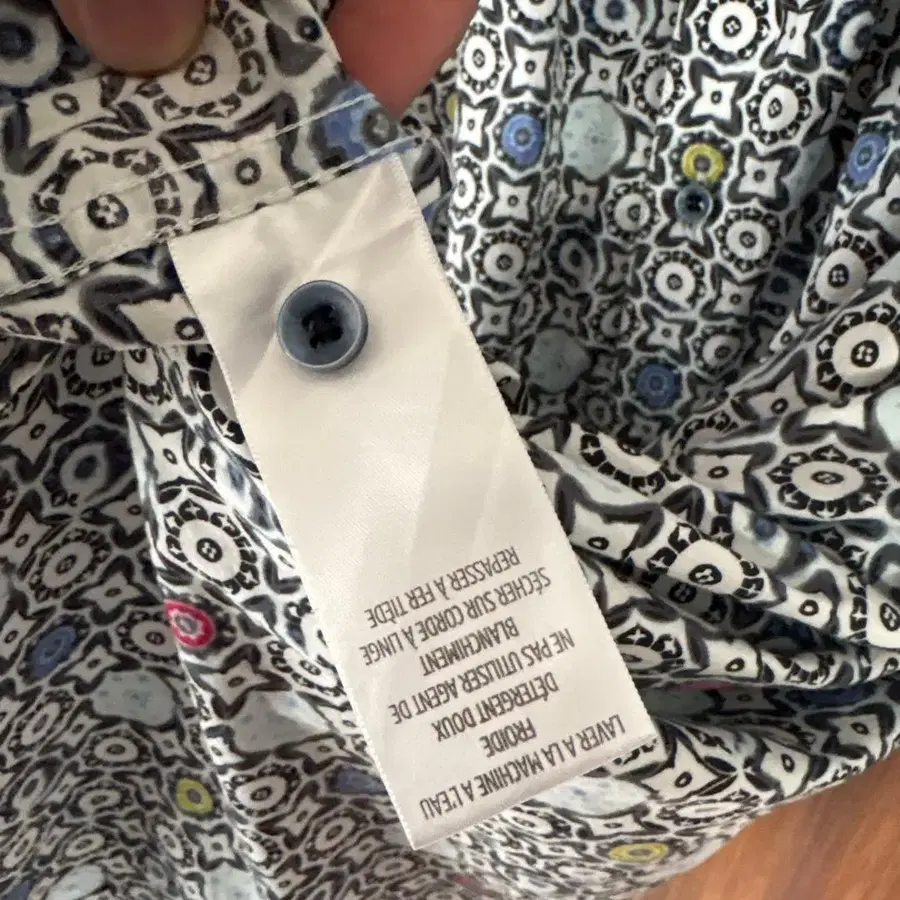 LAVER A LA MACHINE A L'EAU
FROIDE
DÉTERGENT DOUX
NE PAS UTILISER AGENT DE
BLANCHIMENT
SÉCHER SUR CORDE À LINGE
REPASSER À FER TIÈDE